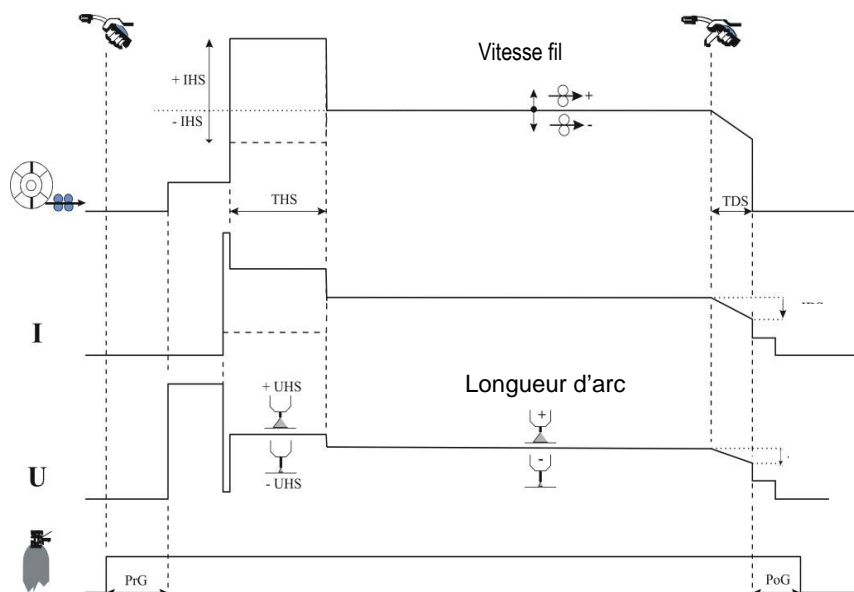 Vitesse fil
+ IHS
- IHS
+
-
THS
TDS
I
+ UHS
Longueur d'arc
+
-
U
- UHS
PrG
PoG